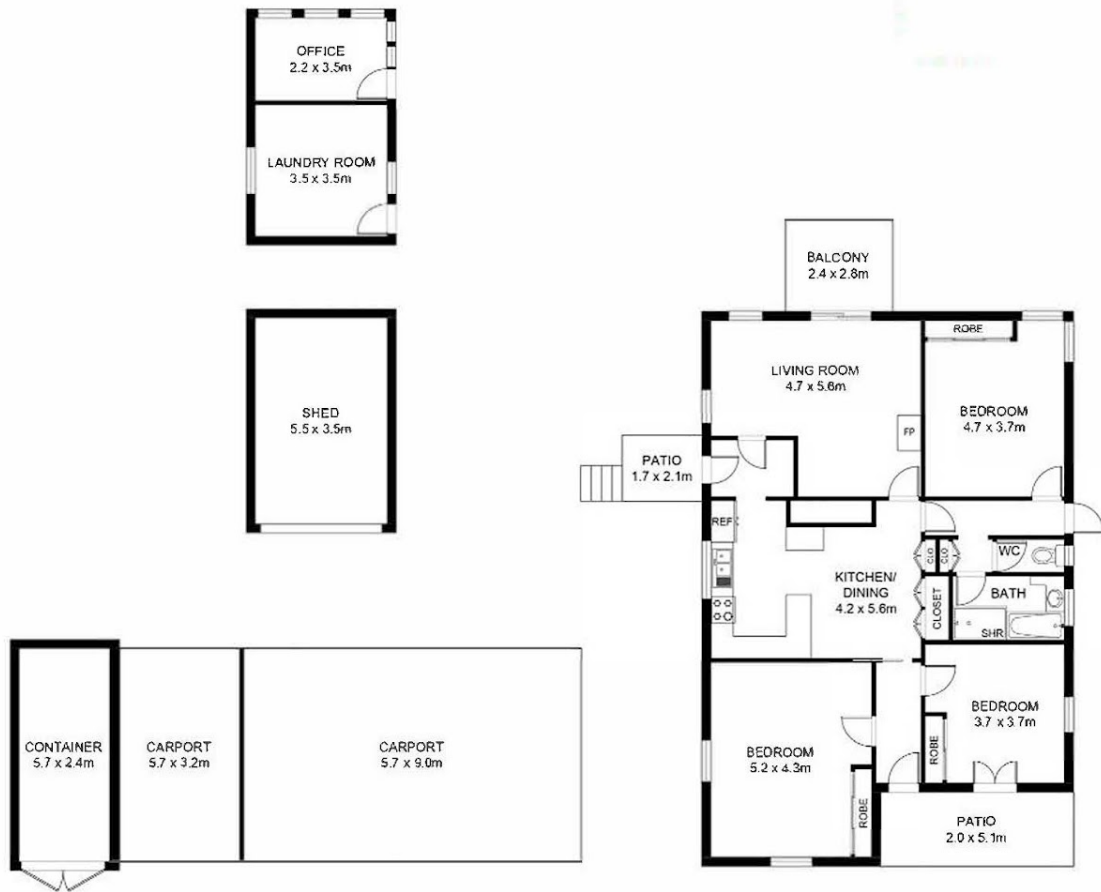 OFFICE
2.2 x 3.5m
LAUNDRY ROOM
3.5 x 3.5m
SHED
5.5 x 3.5m
CONTAINER
5.7 x 2.4m
CARPORT
5.7 x 3.2m
CARPORT
5.7 x 9.0m
BALCONY
2.4 x 2.8m
LIVING ROOM
4.7 x 5.6m
FP
ROBE
BEDROOM
4.7 x 3.7m
PATIO
1.7 x 2.1m
REF
KITCHEN/
DINING
4.2 x 5.6m
CLO
CLO
WC
CLOSET
BATH
SHR
BEDROOM
5.2 x 4.3m
ROBE
BEDROOM
3.7 x 3.7m
ROBE
PATIO
2.0 x 5.1m